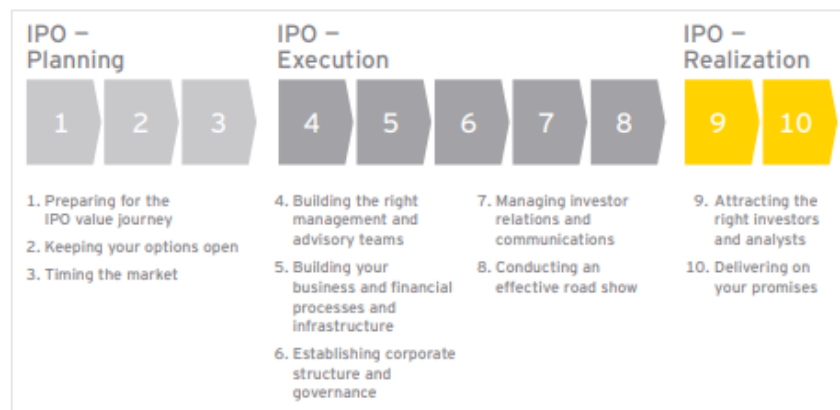 IPO –
Planning
IPO –
Execution
IPO –
Realization
1
2
3
4
5
6
7
8
9
10
1. Preparing for the
IPO value journey
2. Keeping your options open
3. Timing the market
4. Building the right
management and
advisory teams
5. Building your
business and financial
processes and
infrastructure
6. Establishing corporate
structure and
governance
7. Managing investor
relations and
communications
8. Conducting an
effective road show
9. Attracting the
right investors
and analysts
10. Delivering on
your promises